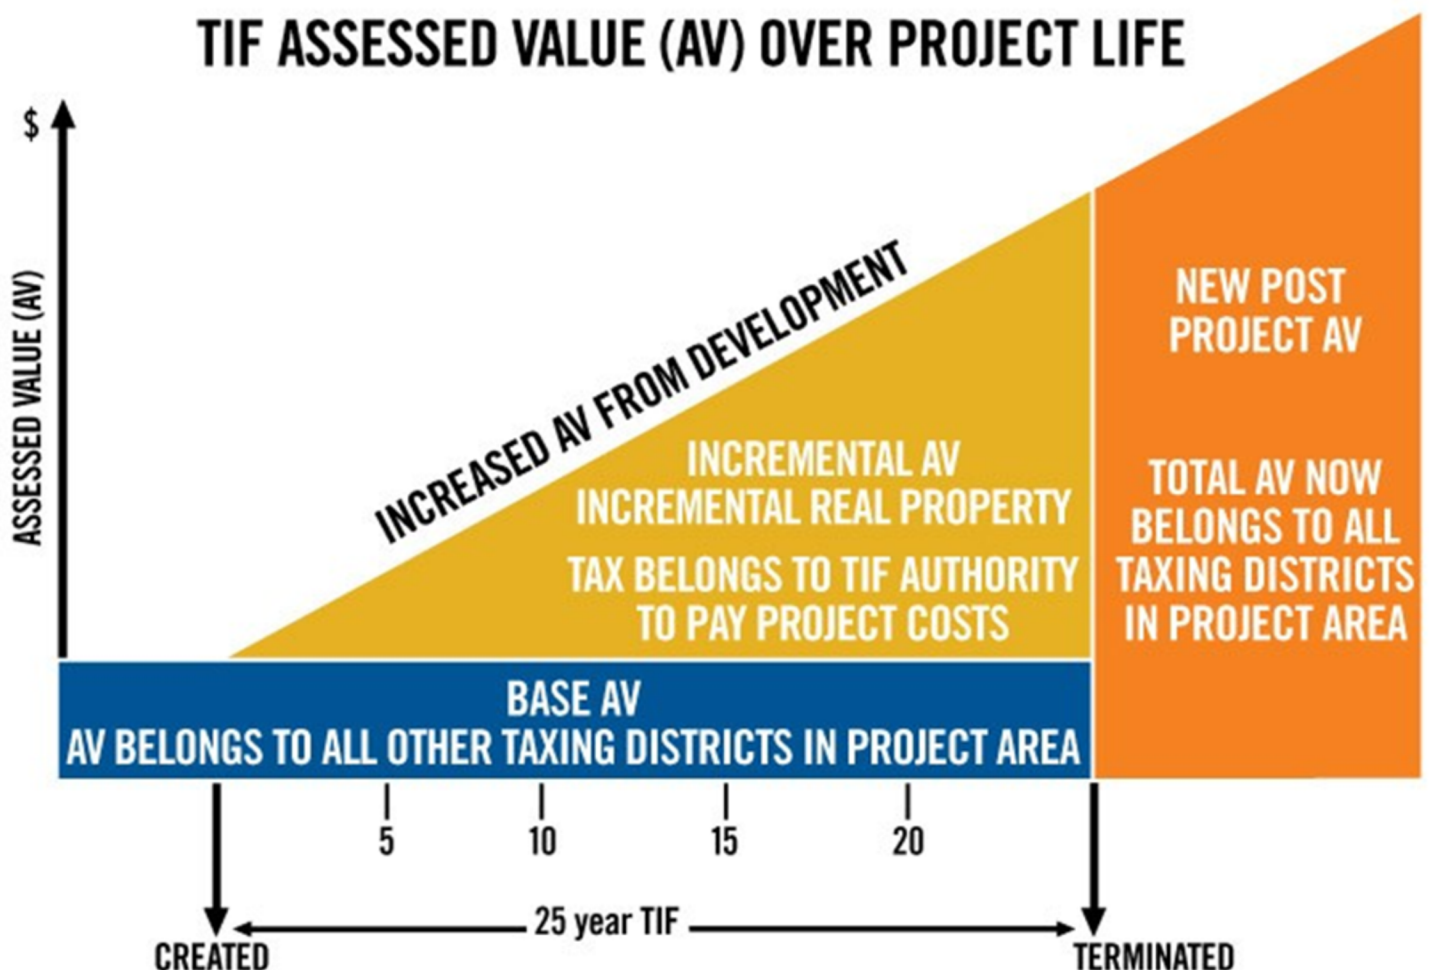 TIF ASSESSED VALUE (AV) OVER PROJECT LIFE
$
ASSESSED VALUE (AV)
INCREASED AV FROM DEVELOPMENT
INCREMENTAL AV
INCREMENTAL REAL PROPERTY
TAX BELONGS TO TIF AUTHORITY
TO PAY PROJECT COSTS
NEW POST
PROJECT AV
TOTAL AV NOW
BELONGS TO ALL
TAXING DISTRICTS
IN PROJECT AREA
BASE AV
AV BELONGS TO ALL OTHER TAXING DISTRICTS IN PROJECT AREA
5
10
15
20
25 year TIF
CREATED
TERMINATED